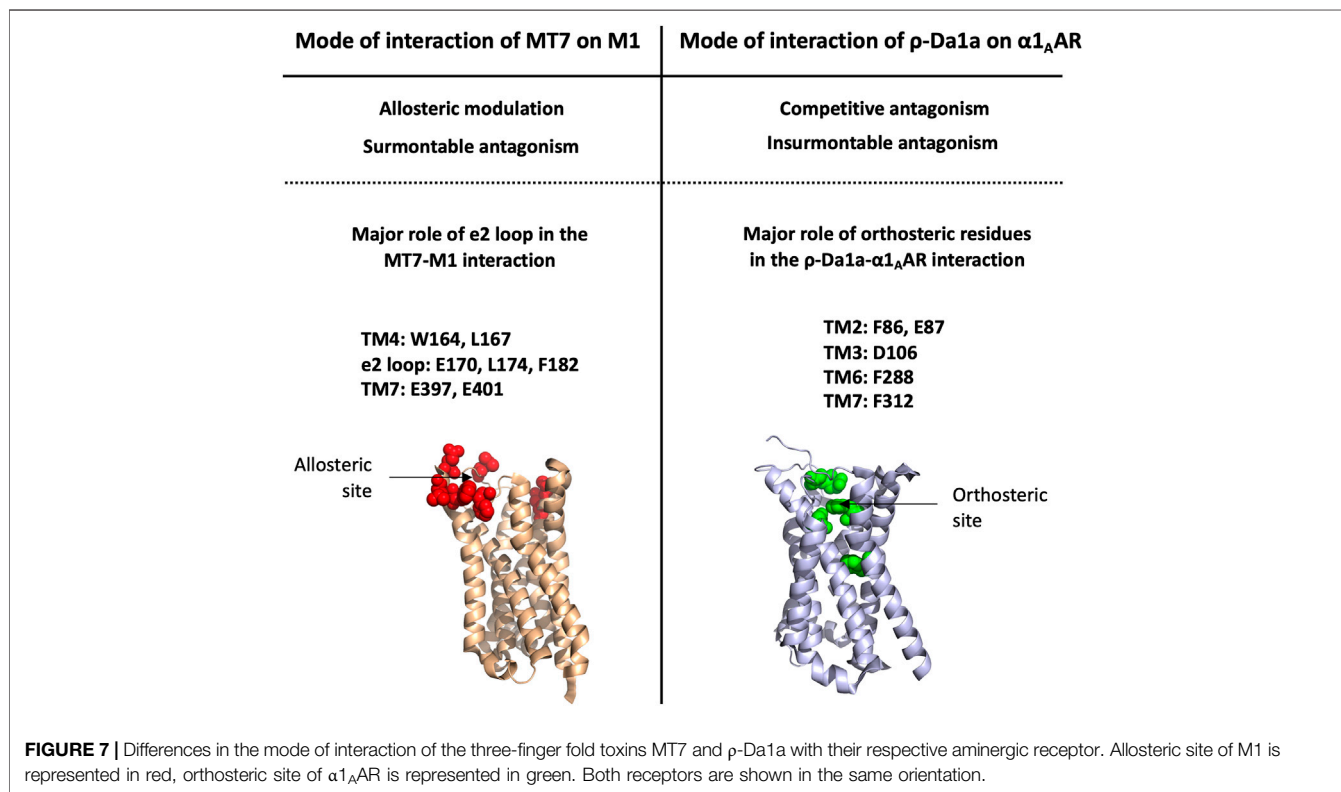 Mode of interaction of MT7 on M1
Mode of interaction of ρ-Da1a on α1AAR
Allosteric modulation
Surmontable antagonism
Competitive antagonism
Insurmontable antagonism
Major role of e2 loop in the
MT7-M1 interaction
Major role of orthosteric residues
in the ρ-Da1a-α1AAR interaction
TM4: W164, L167
e2 loop: E170, L174, F182
TM7: E397, E401
TM2: F86, E87
TM3: D106
TM6: F288
TM7: F312
Allosteric
site
Orthosteric
site
FIGURE 7 | Differences in the mode of interaction of the three-finger fold toxins MT7 and ρ-Da1a with their respective aminergic receptor. Allosteric site of M1 is
represented in red, orthosteric site of α1AAR is represented in green. Both receptors are shown in the same orientation.